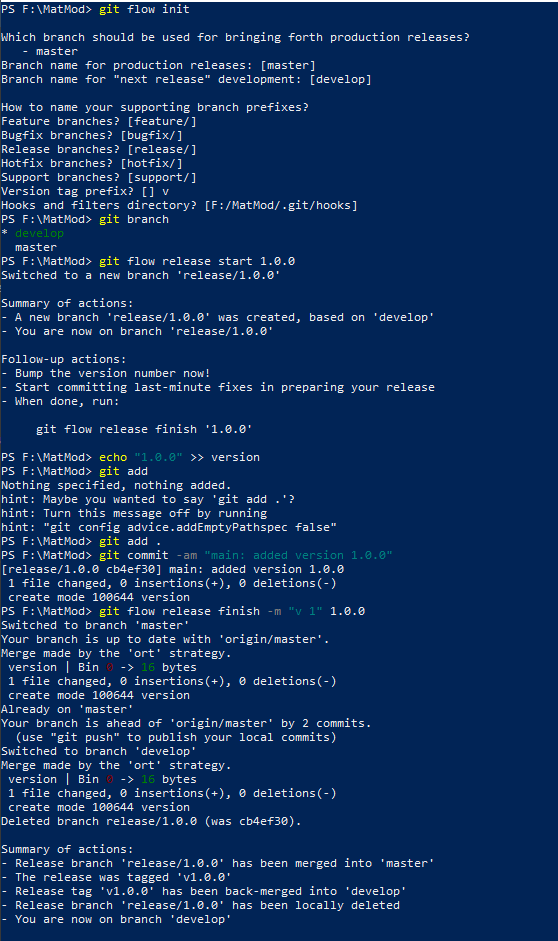 PS F:\MatMod> git flow init
Which branch should be used for bringing forth production releases?
   - master
Branch name for production releases: [master]
Branch name for "next release" development: [develop]
How to name your supporting branch prefixes?
Feature branches? [feature/]
Bugfix branches? [bugfix/]
Release branches? [release/]
Hotfix branches? [hotfix/]
Support branches? [support/]
Version tag prefix? [] v
Hooks and filters directory? [F:/MatMod/.git/hooks]
PS F:\MatMod> git branch
* develop
  master
PS F:\MatMod> git flow release start 1.0.0
Switched to a new branch 'release/1.0.0'
Summary of actions:
- A new branch 'release/1.0.0' was created, based on 'develop'
- You are now on branch 'release/1.0.0'
Follow-up actions:
- Bump the version number now!
- Start committing last-minute fixes in preparing your release
- When done, run:
     git flow release finish '1.0.0'
PS F:\MatMod> echo "1.0.0" >> version
PS F:\MatMod> git add
Nothing specified, nothing added.
hint: Maybe you wanted to say 'git add .'?
hint: Turn this message off by running
hint: "git config advice.addEmptyPathspec false"
PS F:\MatMod> git add .
PS F:\MatMod> git commit -am "main: added version 1.0.0"
[release/1.0.0 cb4ef30] main: added version 1.0.0
 1 file changed, 0 insertions(+), 0 deletions(-)
 create mode 100644 version
PS F:\MatMod> git flow release finish -m "v 1" 1.0.0
Switched to branch 'master'
Your branch is up to date with 'origin/master'.
Merge made by the 'ort' strategy.
 version | Bin 0 -> 16 bytes
 1 file changed, 0 insertions(+), 0 deletions(-)
 create mode 100644 version
Already on 'master'
Your branch is ahead of 'origin/master' by 2 commits.
  (use "git push" to publish your local commits)
Switched to branch 'develop'
Merge made by the 'ort' strategy.
 version | Bin 0 -> 16 bytes
 1 file changed, 0 insertions(+), 0 deletions(-)
 create mode 100644 version
Deleted branch release/1.0.0 (was cb4ef30).
Summary of actions:
- Release branch 'release/1.0.0' has been merged into 'master'
- The release was tagged 'v1.0.0'
- Release tag 'v1.0.0' has been back-merged into 'develop'
- Release branch 'release/1.0.0' has been locally deleted
- You are now on branch 'develop'